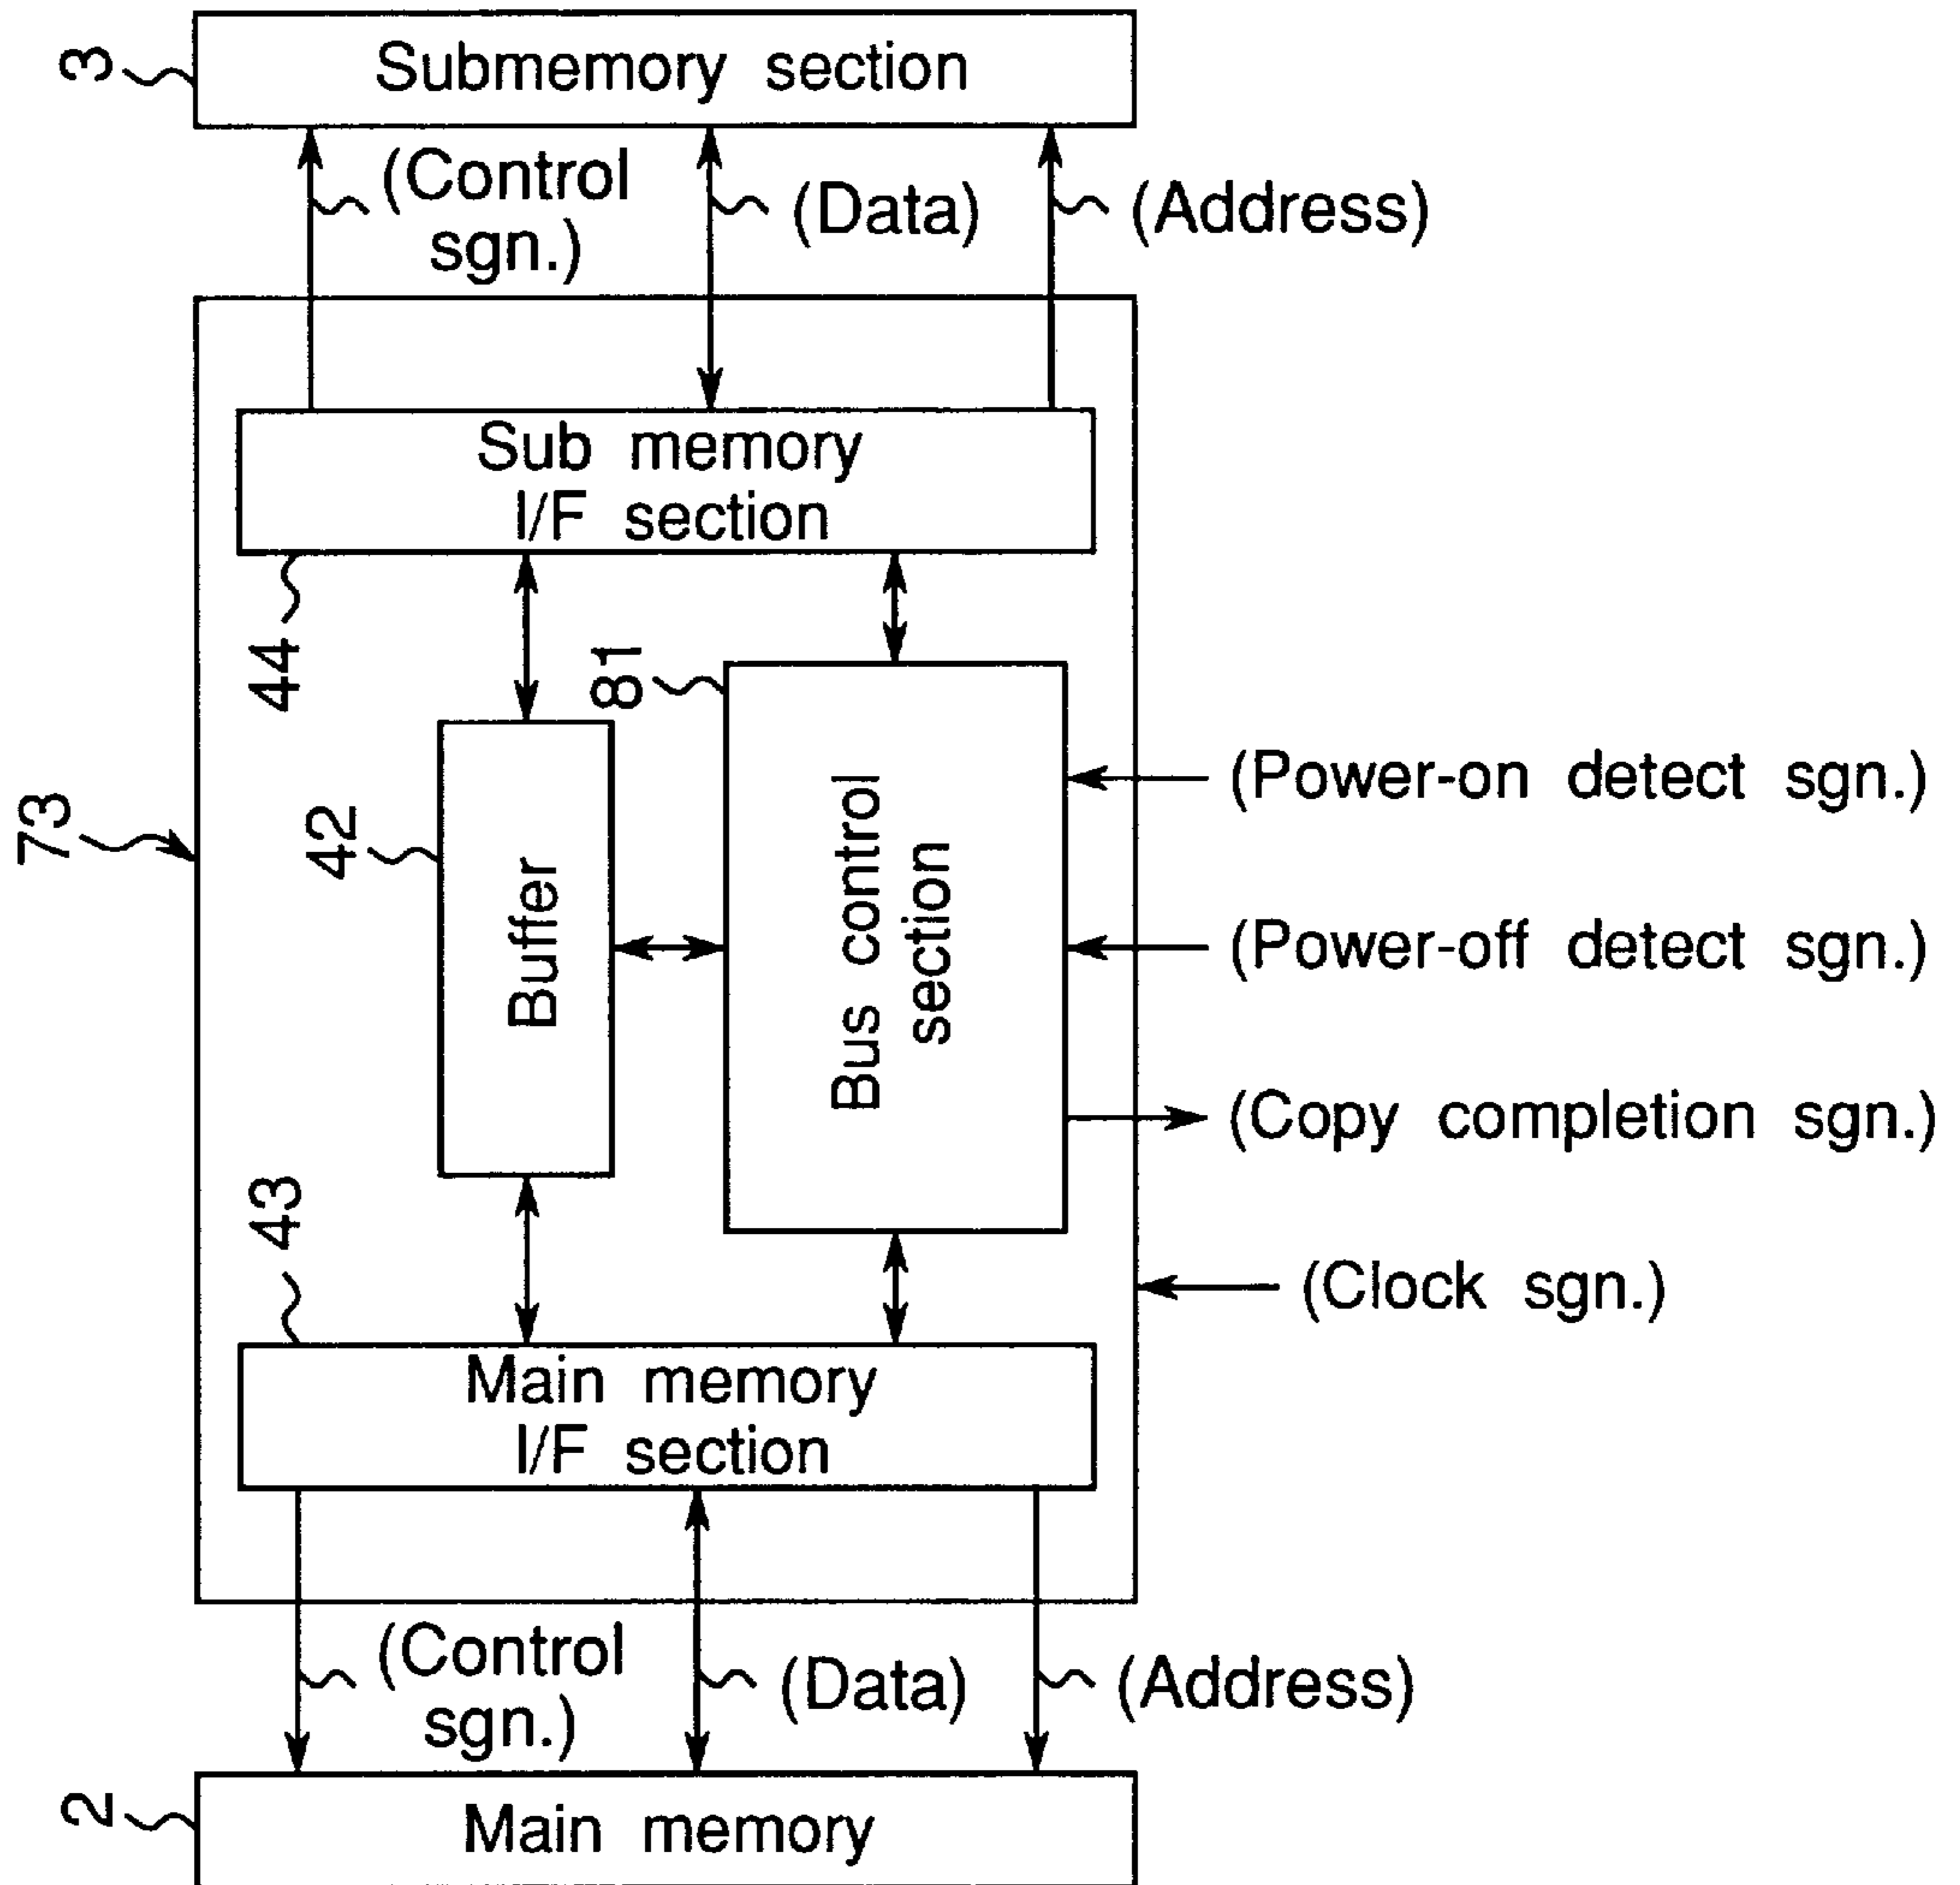 3
Submemory section
(Control
sgn.)
(Data)
(Address)
Sub memory
I/F section
44
81
73
42
Buffer
Bus control
section
(Power-on detect sgn.)
(Power-off detect sgn.)
(Copy completion sgn.)
43
(Clock sgn.)
Main memory
I/F section
(Control
sgn.)
(Data)
(Address)
2
Main memory